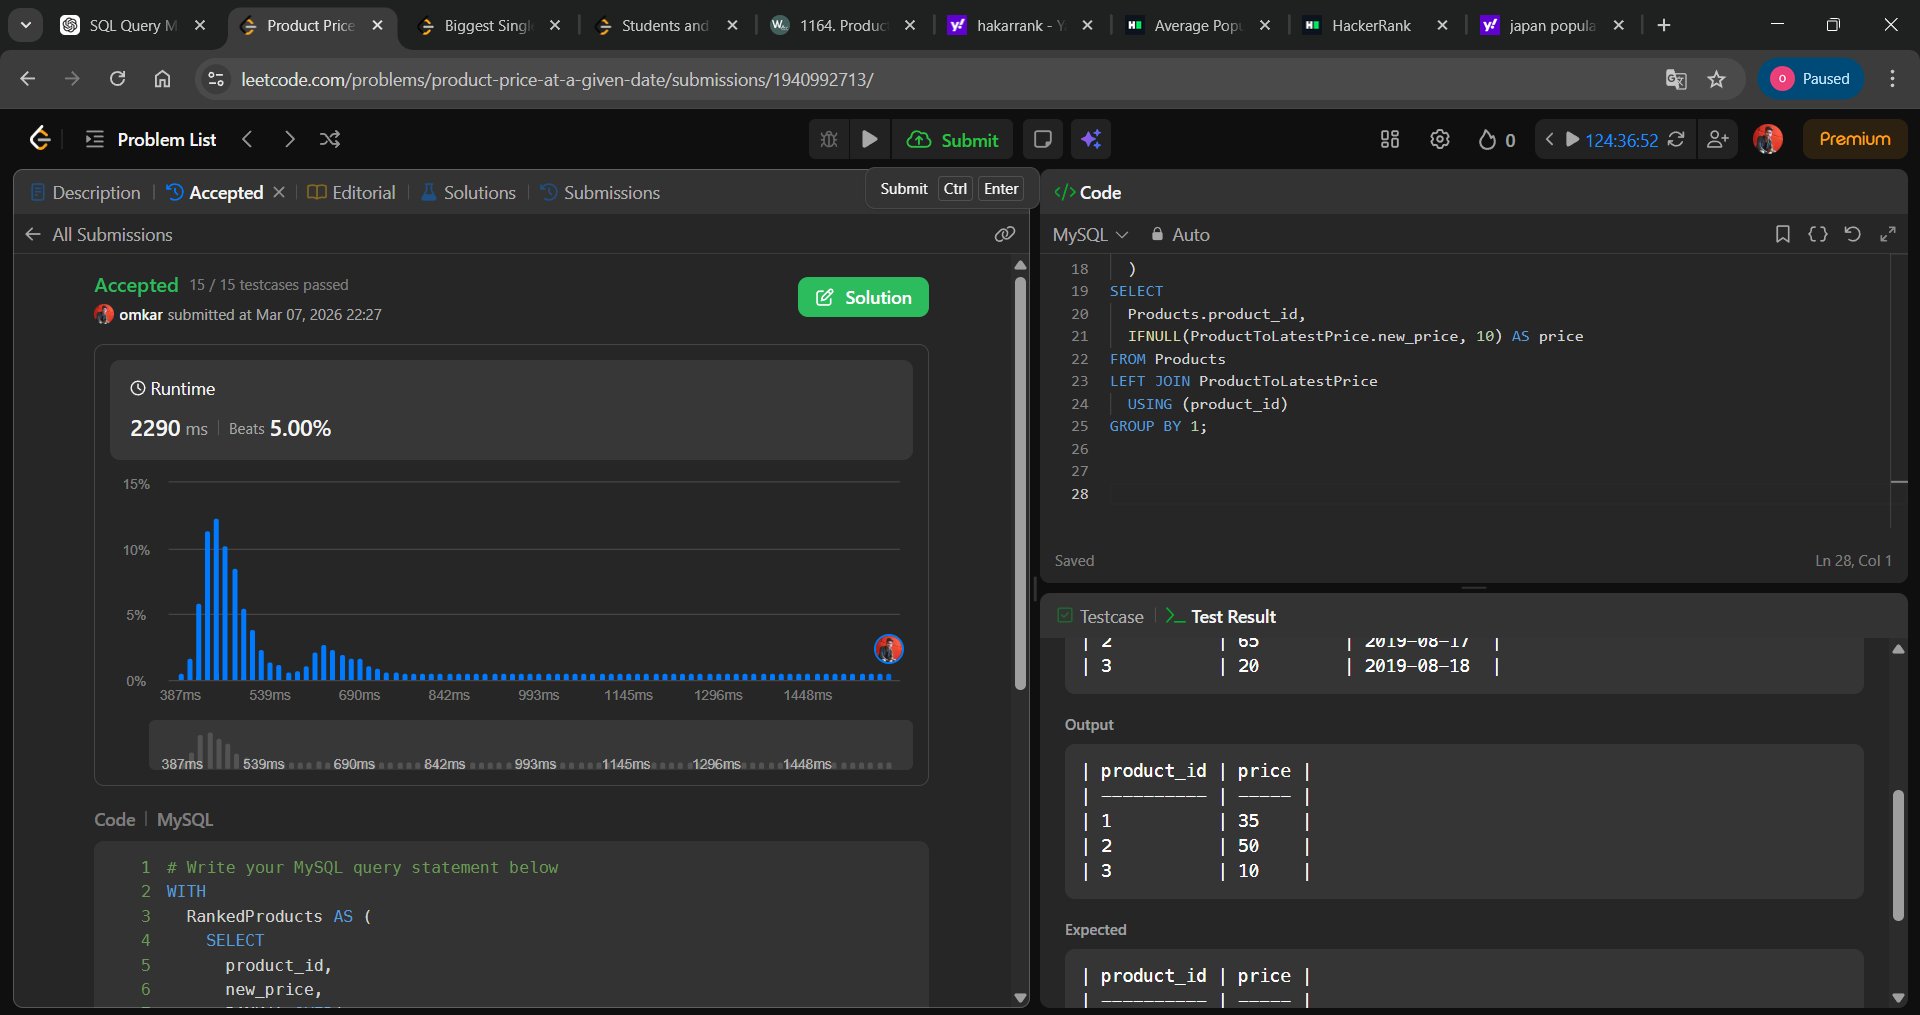 SQL Query M
Product Price
Biggest Singl
Students and
1164. Produc
hakarrank - Y
Average Pop
HackerRank
japan popula
leetcode.com/problems/product-price-at-a-given-date/submissions/1940992713/
Paused
Problem List
Submit
0
124:36:52
Premium
Description
Accepted
Editorial
Solutions
Submissions
Submit Ctrl Enter
</> Code
All Submissions
MySQL
Auto
Accepted 15 / 15 testcases passed
omkar submitted at Mar 07, 2026 22:27
Solution
Runtime
2290 ms | Beats 5.00%
15%
10%
5%
0%
387ms 539ms 690ms 842ms 993ms 1145ms 1296ms 1448ms
387ms 539ms 690ms 842ms 993ms 1145ms 1296ms 1448ms
Code | MySQL
1 # Write your MySQL query statement below
2 WITH
3 RankedProducts AS (
4 SELECT
5 product_id,
6 new_price,
18 )
19 SELECT
20 Products.product_id,
21 IFNULL(ProductToLatestPrice.new_price, 10) AS price
22 FROM Products
23 LEFT JOIN ProductToLatestPrice
24 USING (product_id)
25 GROUP BY 1;
26
27
28
Saved
Ln 28, Col 1
Testcase
Test Result
| 2 | 65 | 2019-08-17 |
| 3 | 20 | 2019-08-18 |
Output
| product_id | price |
| ---------- | ----- |
| 1 | 35 |
| 2 | 50 |
| 3 | 10 |
Expected
| product_id | price |
| ---------- | ----- |